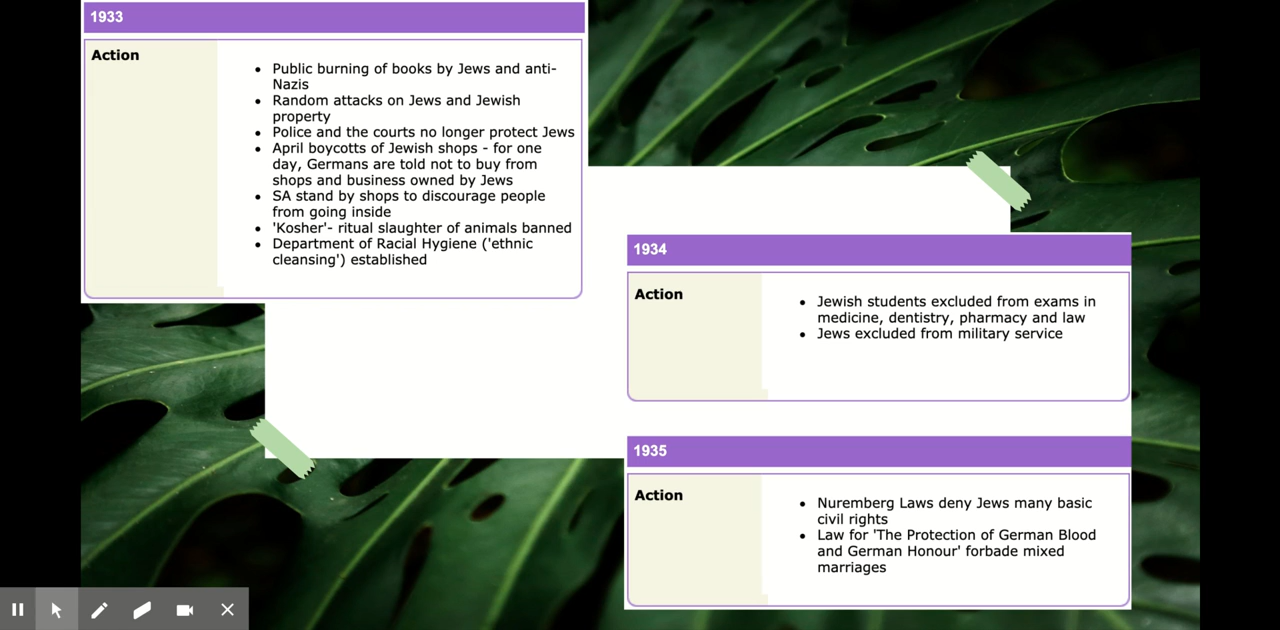 1933
Action
Public burning of books by Jews and anti-
Nazis
Random attacks on Jews and Jewish
property
Police and the courts no longer protect Jews
April boycotts of Jewish shops - for one
day, Germans are told not to buy from
shops and business owned by Jews
SA stand by shops to discourage people
from going inside
'Kosher'- ritual slaughter of animals banned
Department of Racial Hygiene ('ethnic
cleansing') established
1934
Action
Jewish students excluded from exams in
medicine, dentistry, pharmacy and law
Jews excluded from military service
1935
Action
Nuremberg Laws deny Jews many basic
civil rights
Law for 'The Protection of German Blood
and German Honour' forbade mixed
marriages